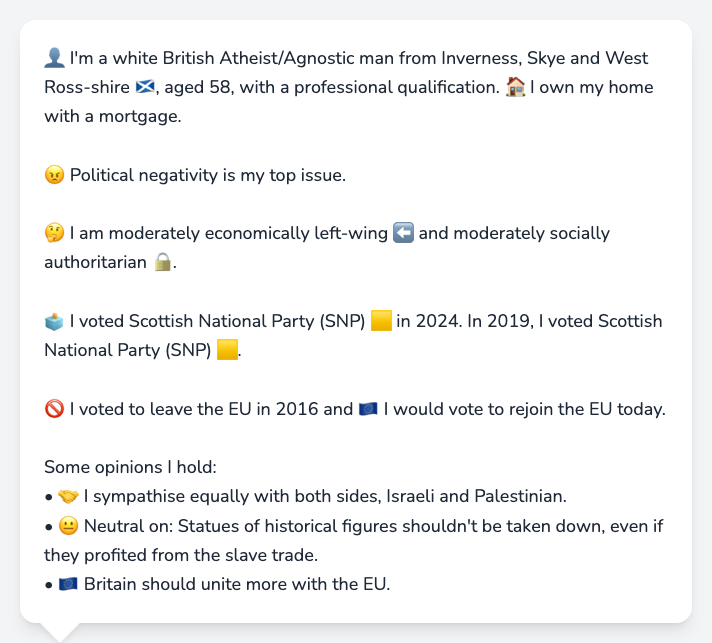 👤 I'm a white British Atheist/Agnostic man from Inverness, Skye and West
Ross-shire 🏴󠁧󠁢󠁳󠁣󠁴󠁿, aged 58, with a professional qualification. 🏠 I own my home
with a mortgage.
😠 Political negativity is my top issue.
🤔 I am moderately economically left-wing ⬅️ and moderately socially
authoritarian 🔒.
🗳️ I voted Scottish National Party (SNP) 🟨 in 2024. In 2019, I voted Scottish
National Party (SNP) 🟨.
🚫 I voted to leave the EU in 2016 and 🇪🇺 I would vote to rejoin the EU today.
Some opinions I hold:
• 🤝 I sympathise equally with both sides, Israeli and Palestinian.
• 😐 Neutral on: Statues of historical figures shouldn't be taken down, even if
they profited from the slave trade.
• 🇪🇺 Britain should unite more with the EU.